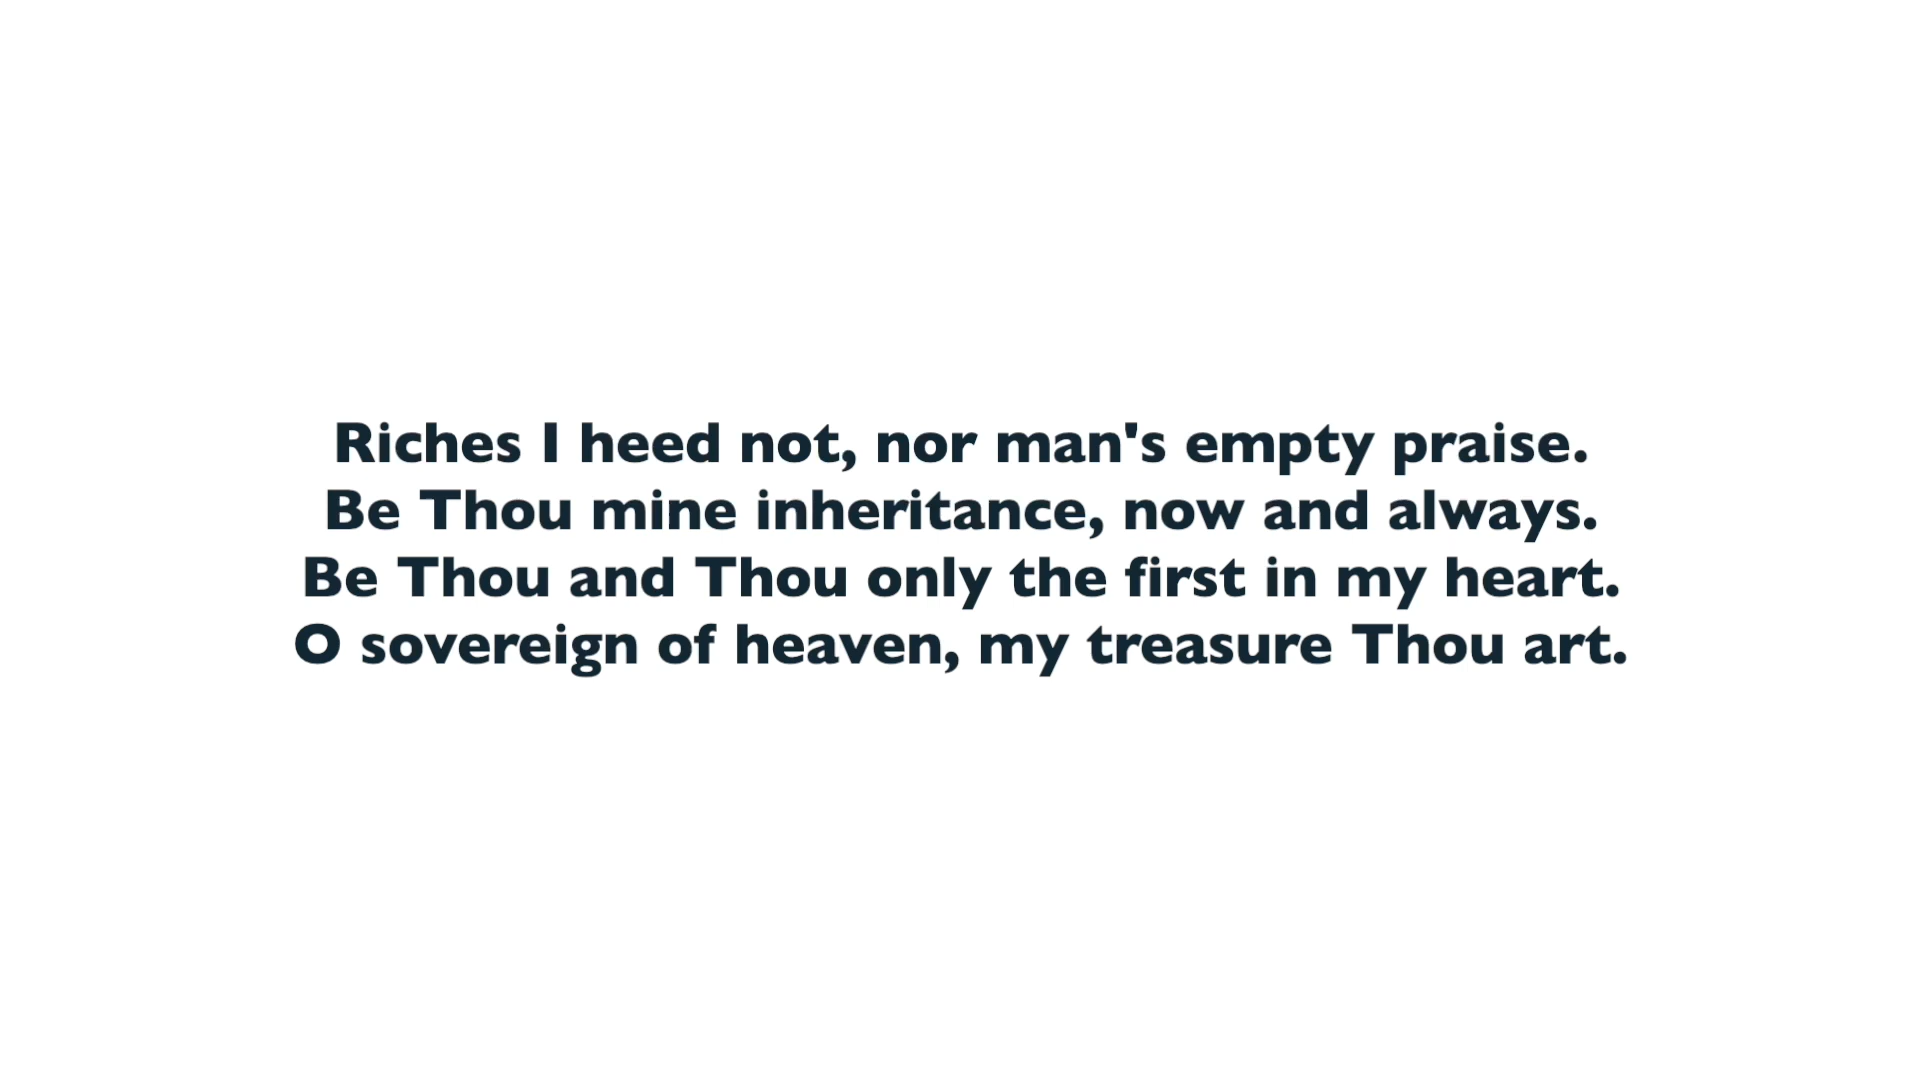 Riches I heed not, nor man's empty praise.
Be Thou mine inheritance, now and always.
Be Thou and Thou only the first in my heart.
O sovereign of heaven, my treasure Thou art.